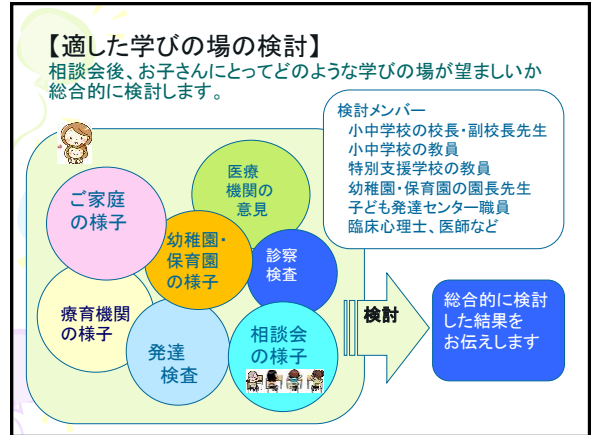 【適した学びの場の検討】
相談会後、お子さんにとってどのような学びの場が望ましいか
総合的に検討します。
検討メンバー
小中学校の校長・副校長先生
小中学校の教員
特別支援学校の教員
幼稚園・保育園の園長先生
子ども発達センター職員
臨床心理士、医師など
医療
機関の
意見
ご家庭
の様子
幼稚園・
保育園
の様子
診察
検査
療育機関
の様子
発達
検査
相談会
の様子
検討
総合的に検討
した結果を
お伝えします